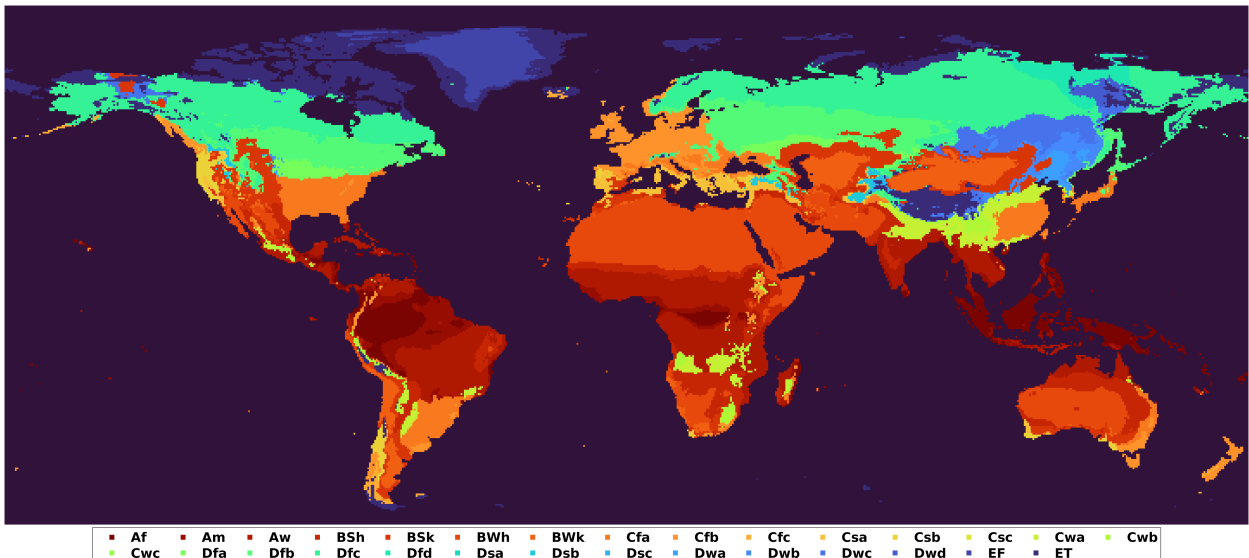 Af Am Aw BSh BSk BWh BWk Cfa Cfb Cfc Csa Csb Csc Cwa Cwb
Cwc Dfa Dfb Dfc Dfd Dsa Dsb Dsc Dwa Dwb Dwc Dwd EF ET